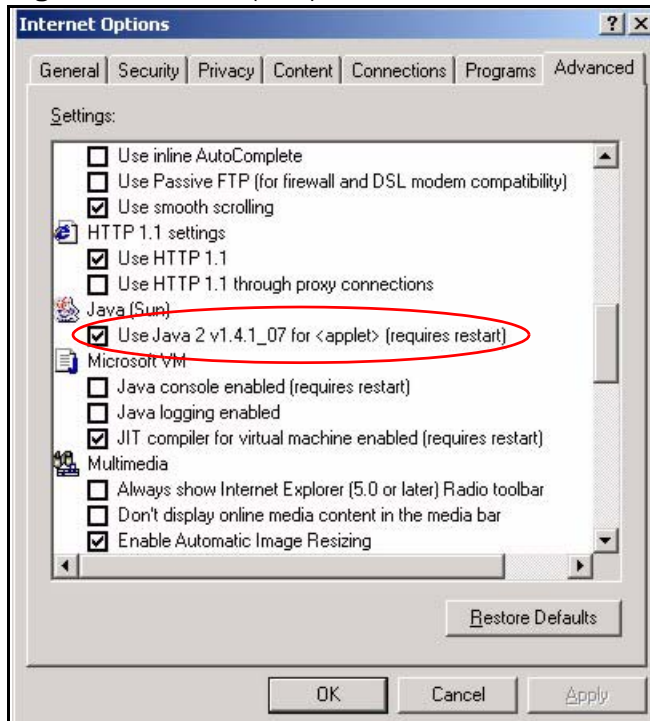 Internet Options
General Security Privacy Content Connections Programs Advanced
Settings:
Use inline AutoComplete
Use Passive FTP (for firewall and DSL modem compatibility)
Use smooth scrolling
HTTP 1.1 settings
Use HTTP 1.1
Use HTTP 1.1 through proxy connections
Java (Sun)
Use Java 2 v1.4.1_07 for <applet> (requires restart)
Microsoft VM
Java console enabled (requires restart)
Java logging enabled
JIT compiler for virtual machine enabled (requires restart)
Multimedia
Always show Internet Explorer (5.0 or later) Radio toolbar
Don't display online media content in the media bar
Enable Automatic Image Resizing
Restore Defaults
OK Cancel Apply